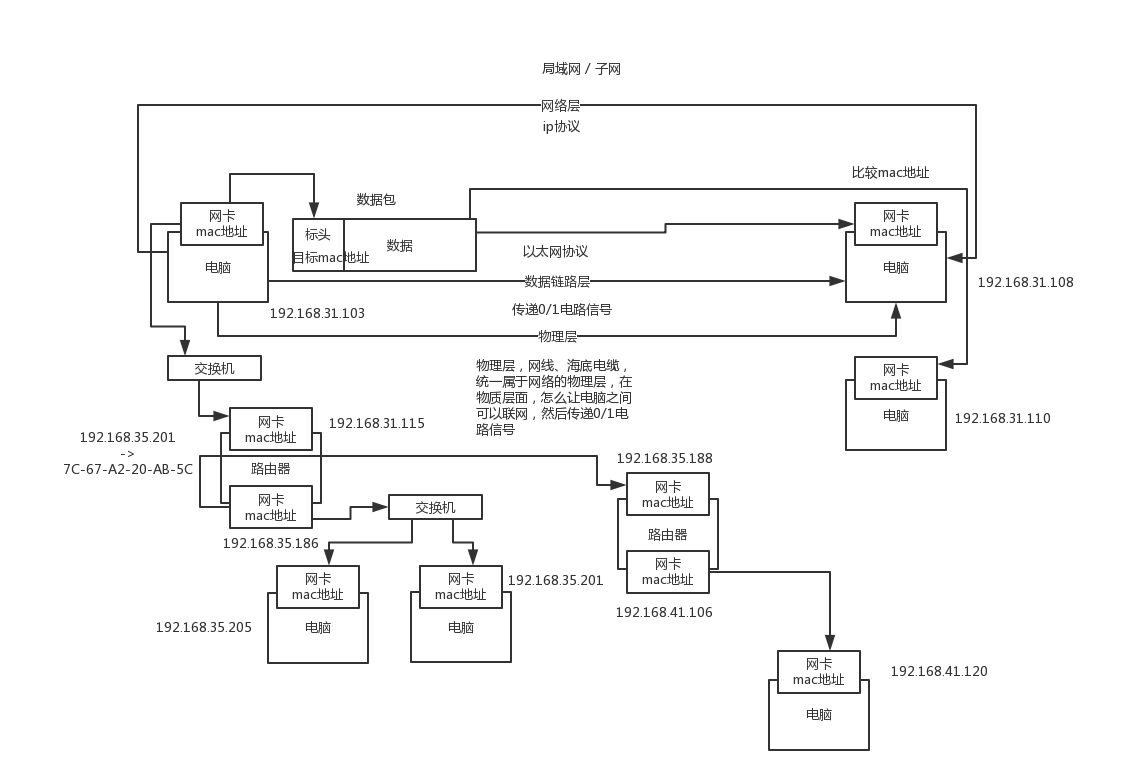 局域网 / 子网
网络层
ip协议
比较mac地址
数据包
网卡
mac地址
电脑
192.168.31.103
标头
目标mac地址
数据
以太网协议
数据链路层
传递0/1电路信号
物理层
网卡
mac地址
电脑
192.168.31.108
交换机
物理层，网线、海底电缆，
统一属于网络的物理层，在
物质层面，怎么让电脑之间
可以联网，然后传递0/1电
路信号
网卡
mac地址
电脑
192.168.31.110
192.168.35.201
->
7C-67-A2-20-AB-5C
网卡
mac地址
192.168.31.115
路由器
网卡
mac地址
192.168.35.186
交换机
192.168.35.188
网卡
mac地址
路由器
网卡
mac地址
192.168.41.106
网卡
mac地址
电脑
192.168.35.205
网卡
mac地址
电脑
192.168.35.201
网卡
mac地址
电脑
192.168.41.120